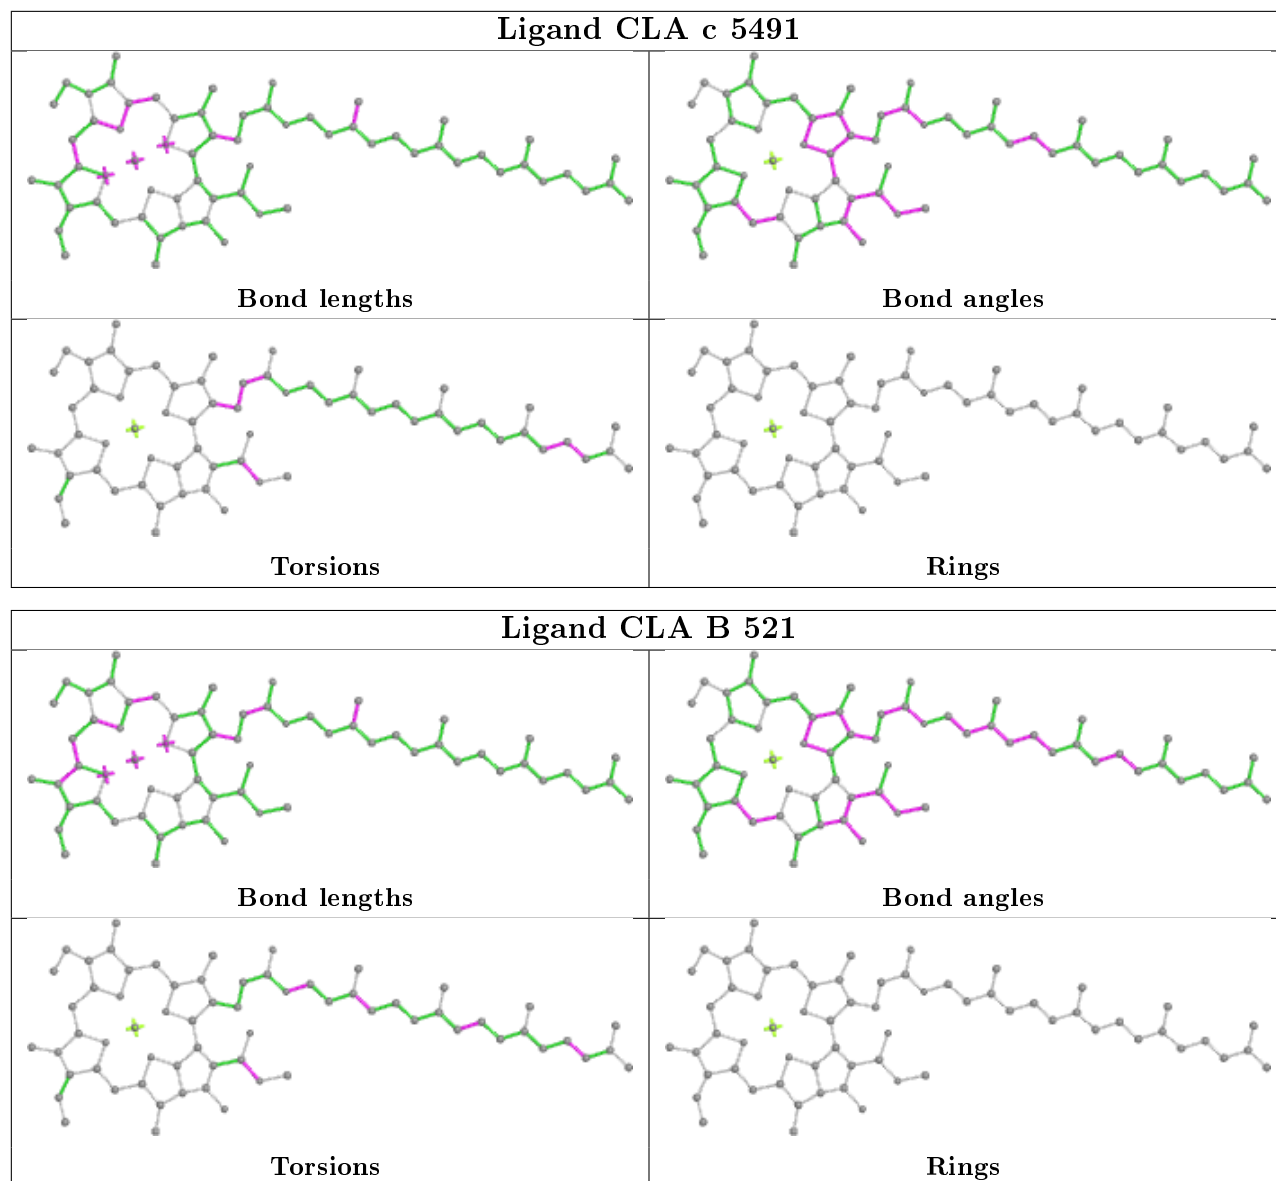 Ligand CLA c 5491
Bond lengths
Bond angles
Torsions
Rings
Ligand CLA B 521
Bond lengths
Bond angles
Torsions
Rings